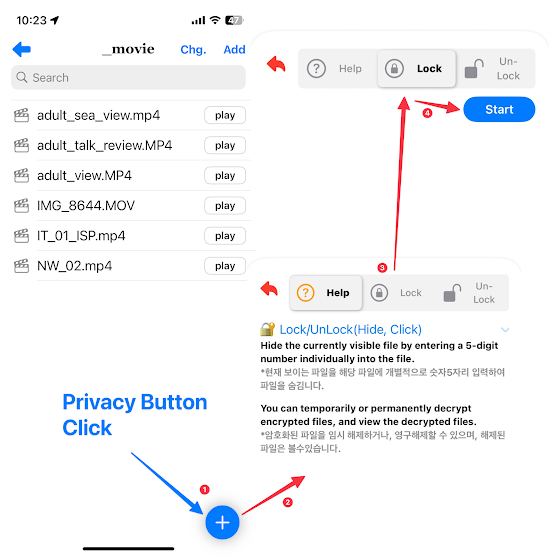 10:23
47
_movie
Chg.
Add
Search
adult_sea_view.mp4
play
adult_talk_review.MP4
play
adult_view.MP4
play
IMG_8644.MOV
play
IT_01_ISP.mp4
play
NW_02.mp4
play
Privacy Button
Click
1
2
?
Help
Lock
Un-
Lock
4
Start
3
?
Help
Lock
Un-
Lock
Lock/UnLock(Hide, Click)
Hide the currently visible file by entering a 5-digit
number individually into the file.
*현재 보이는 파일을 해당 파일에 개별적으로 숫자5자리 입력하여
파일을 숨김니다.
You can temporarily or permanently decrypt
encrypted files, and view the decrypted files.
*암호화된 파일을 임시 해제하거나, 영구해제할 수 있으며, 해제된
파일은 볼수있습니다.